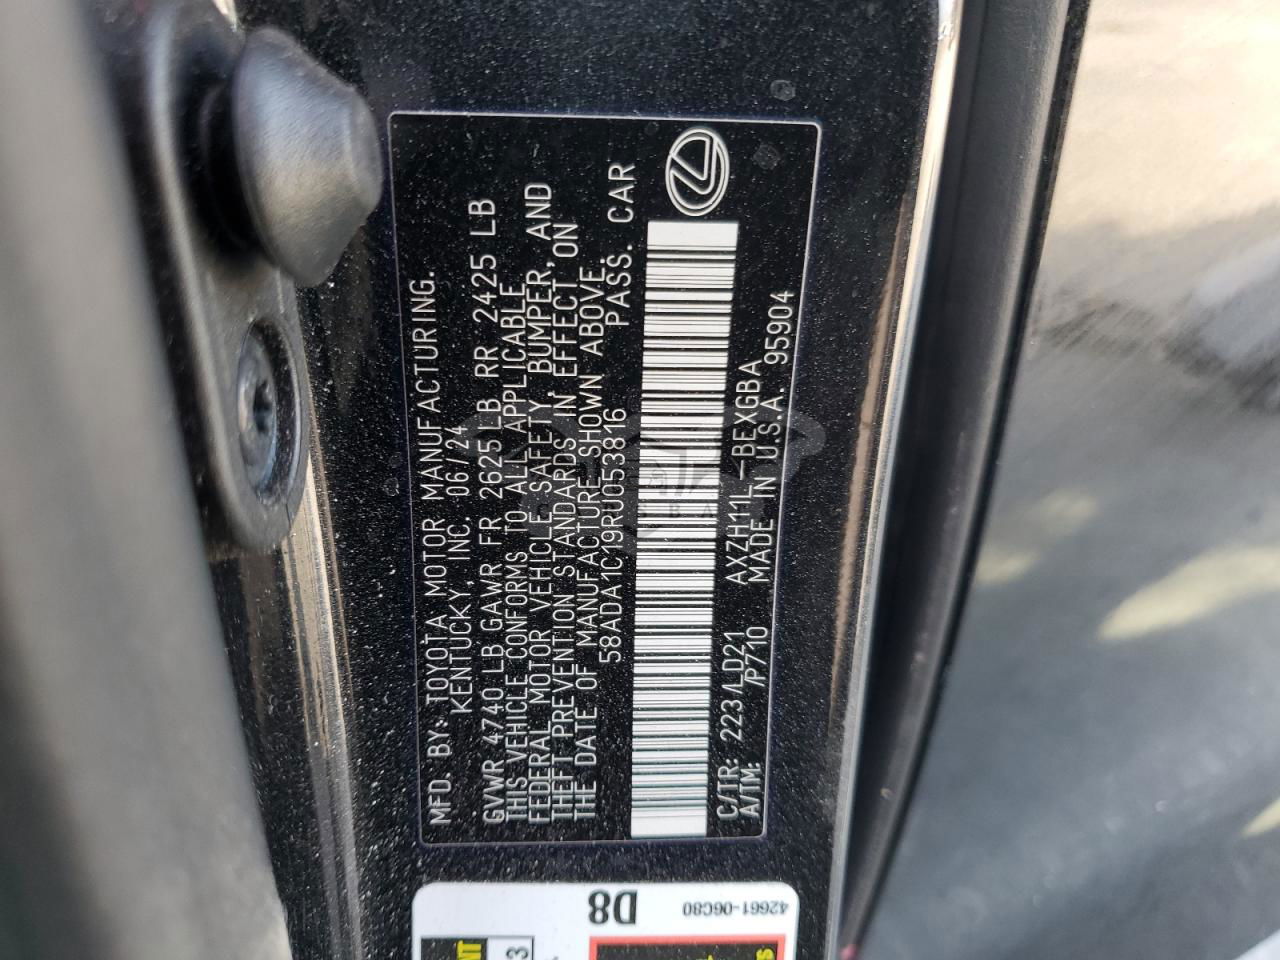 MFD. BY: TOYOTA MOTOR MANUFACTURING.
KENTUCKY, INC. 06/24
GVWR 4740 LB GAWR FR 2625 LB RR 2425 LB
THIS VEHICLE CONFORMS TO ALL APPLICABLE
FEDERAL MOTOR VEHICLE SAFETY, BUMPER, AND
THEFT PREVENTION STANDARDS IN EFFECT ON
THE DATE OF MANUFACTURE SHOWN ABOVE.
58ADA1C19RU053816 PASS. CAR
C/TR: 223/LD21 AXZH11L-BEXGBA
A/TM: /P710 MADE IN U.S.A. 95904
D8
42661-06C80
3